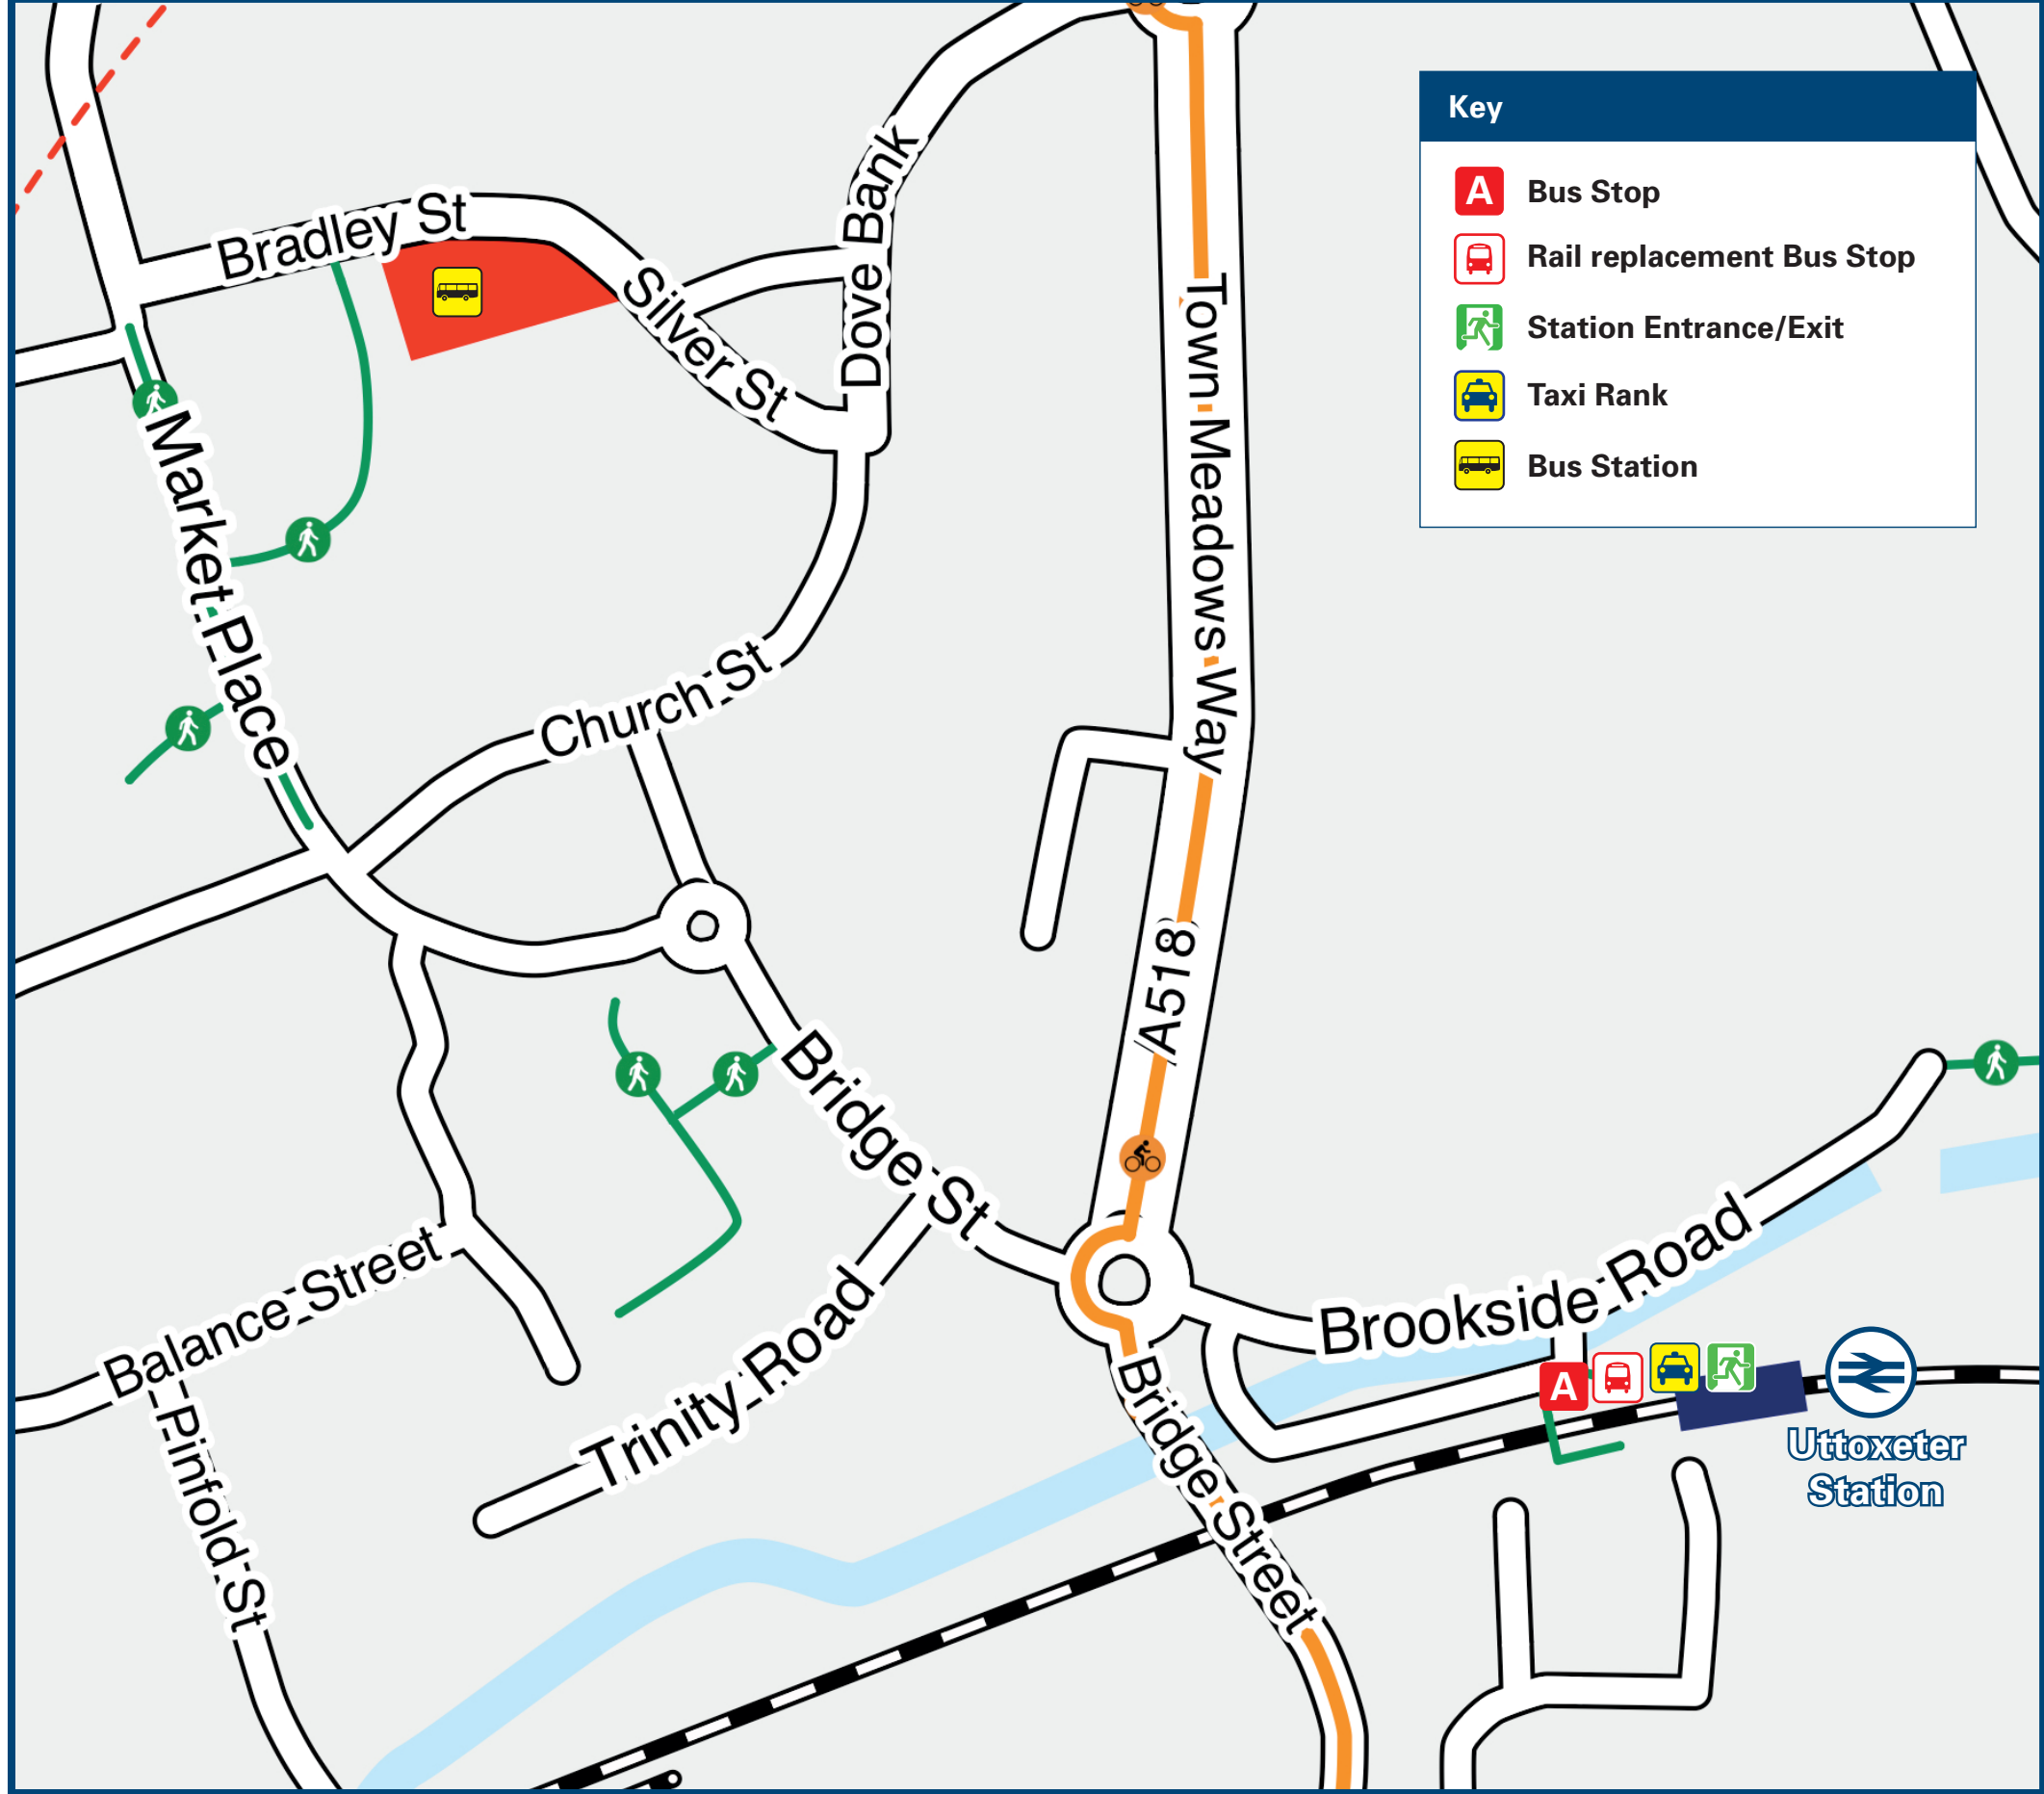 Key
A Bus Stop
Rail replacement Bus Stop
Station Entrance/Exit
Taxi Rank
Bus Station
Bradley St
Silver St
Dove Bank
Town Meadows Way
Market Place
Church St
(A518)
Bridge St
Balance Street
Pinfold St
Trinity Road
Brookside Road
Bridge Street
A
Uttoxeter
Station